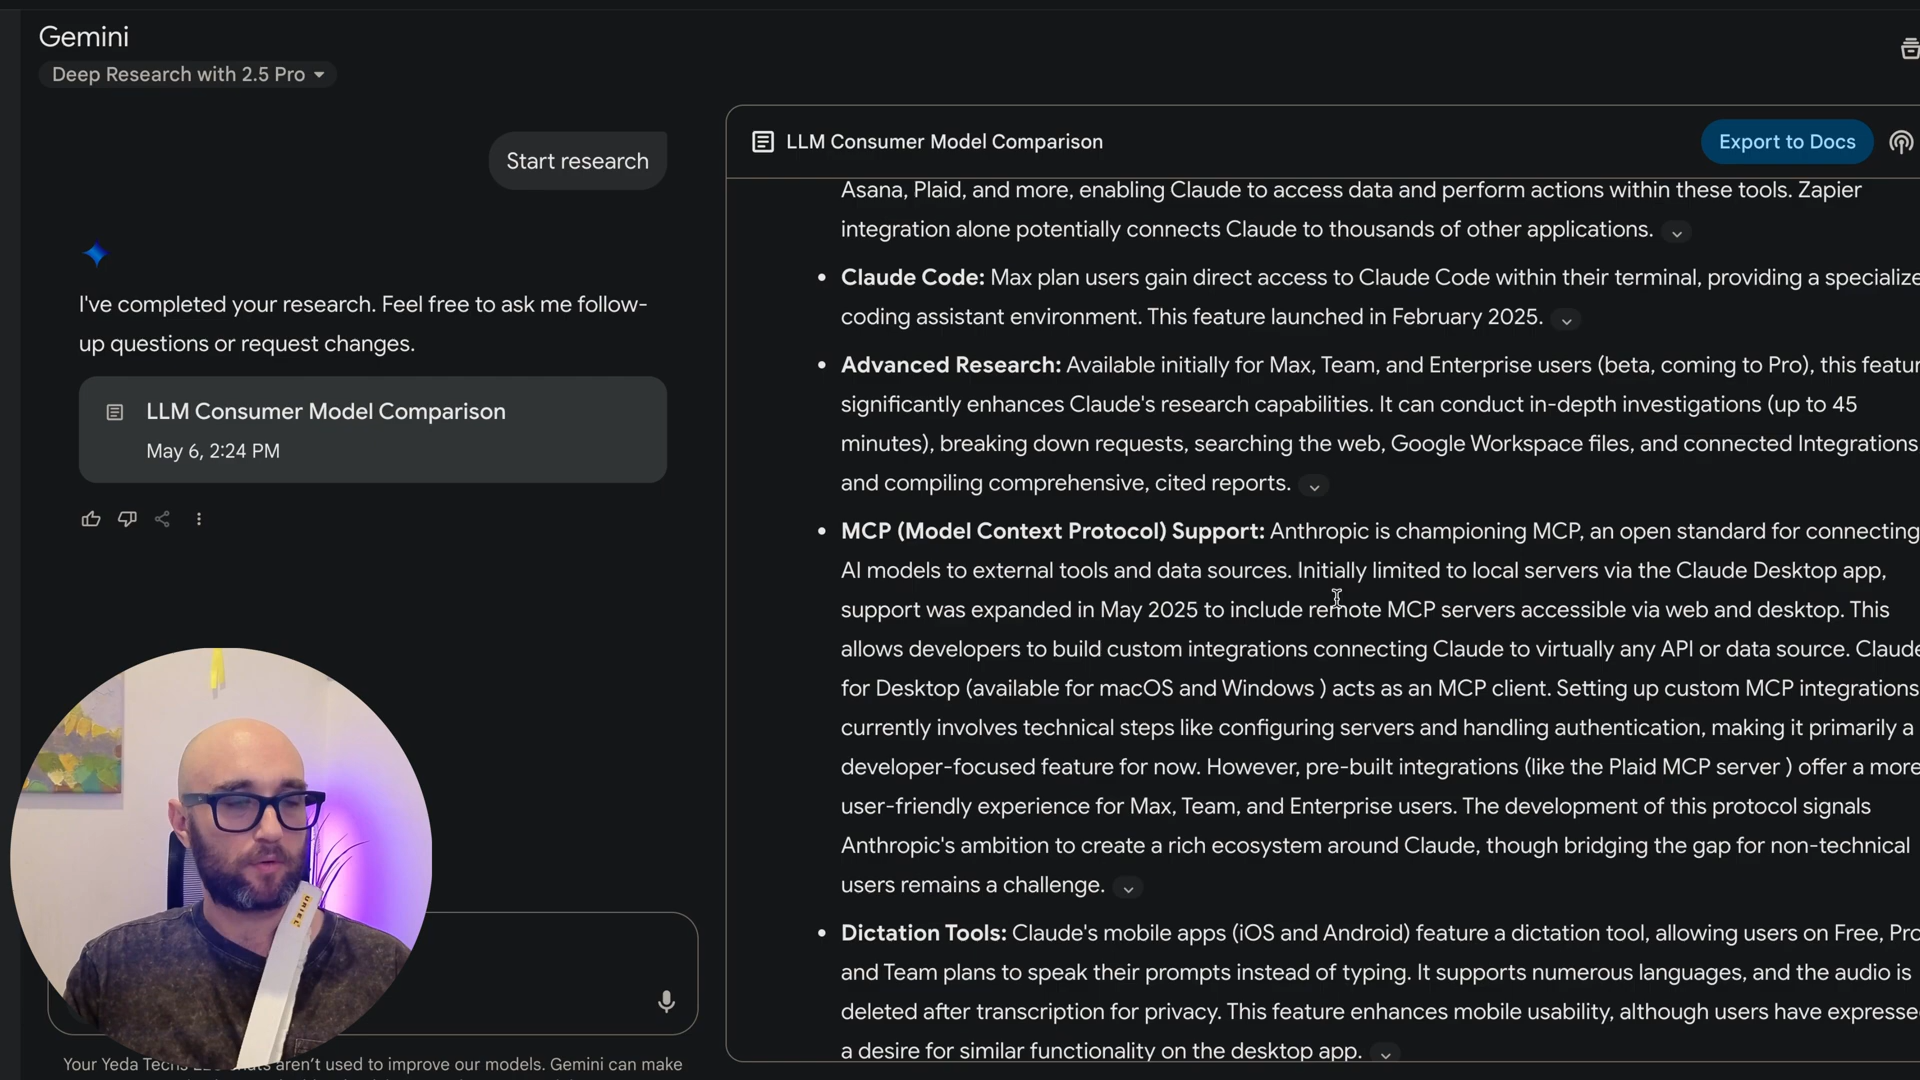 Gemini
Deep Research with 2.5 Pro
Start research
I've completed your research. Feel free to ask me follow-
up questions or request changes.
LLM Consumer Model Comparison
May 6, 2:24 PM
Your Yeda aren't used to improve our models. Gemini can make
LLM Consumer Model Comparison
Export to Docs
Asana, Plaid, and more, enabling Claude to access data and perform actions within these tools. Zapier
integration alone potentially connects Claude to thousands of other applications.
• Claude Code: Max plan users gain direct access to Claude Code within their terminal, providing a specialize
coding assistant environment. This feature launched in February 2025.
• Advanced Research: Available initially for Max, Team, and Enterprise users (beta, coming to Pro), this featur
significantly enhances Claude's research capabilities. It can conduct in-depth investigations (up to 45
minutes), breaking down requests, searching the web, Google Workspace files, and connected Integrations,
and compiling comprehensive, cited reports.
• MCP (Model Context Protocol) Support: Anthropic is championing MCP, an open standard for connecting
AI models to external tools and data sources. Initially limited to local servers via the Claude Desktop app,
support was expanded in May 2025 to include remote MCP servers accessible via web and desktop. This
allows developers to build custom integrations connecting Claude to virtually any API or data source. Claude
for Desktop (available for macOS and Windows ) acts as an MCP client. Setting up custom MCP integrations
currently involves technical steps like configuring servers and handling authentication, making it primarily a
developer-focused feature for now. However, pre-built integrations (like the Plaid MCP server ) offer a more
user-friendly experience for Max, Team, and Enterprise users. The development of this protocol signals
Anthropic's ambition to create a rich ecosystem around Claude, though bridging the gap for non-technical
users remains a challenge.
• Dictation Tools: Claude's mobile apps (iOS and Android) feature a dictation tool, allowing users on Free, Pro
and Team plans to speak their prompts instead of typing. It supports numerous languages, and the audio is
deleted after transcription for privacy. This feature enhances mobile usability, although users have expresse
a desire for similar functionality on the desktop app.